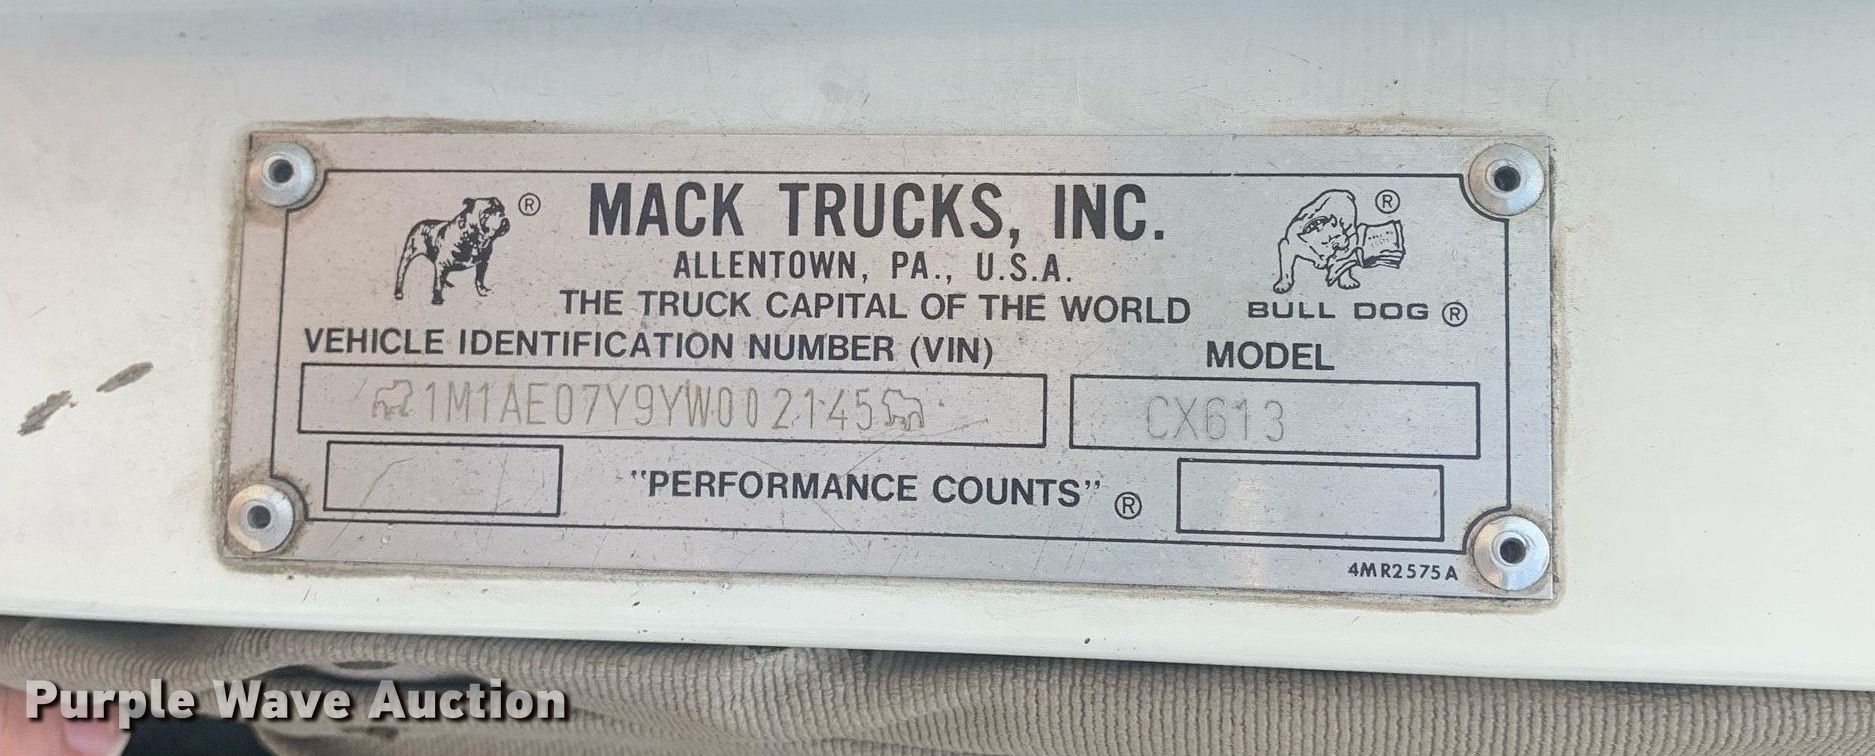 ®
MACK TRUCKS, INC.
®
ALLENTOWN, PA., U.S.A.
THE TRUCK CAPITAL OF THE WORLD
BULL DOG ®
VEHICLE IDENTIFICATION NUMBER (VIN)
MODEL
1M1AE07Y9YW002145
CX613
"PERFORMANCE COUNTS" ®
4MR2575A
Purple Wave Auction